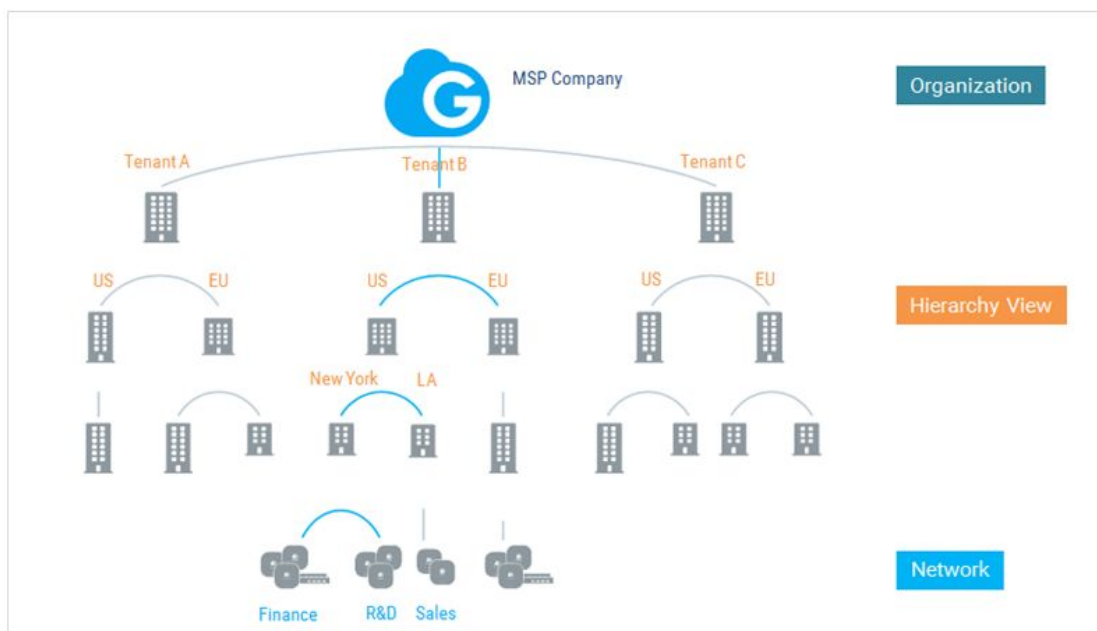 G
MSP Company
Organization
Tenant A
Tenant B
Tenant C
US
EU
US
EU
US
EU
Hierarchy View
New York
LA
Network
Finance
R&D
Sales